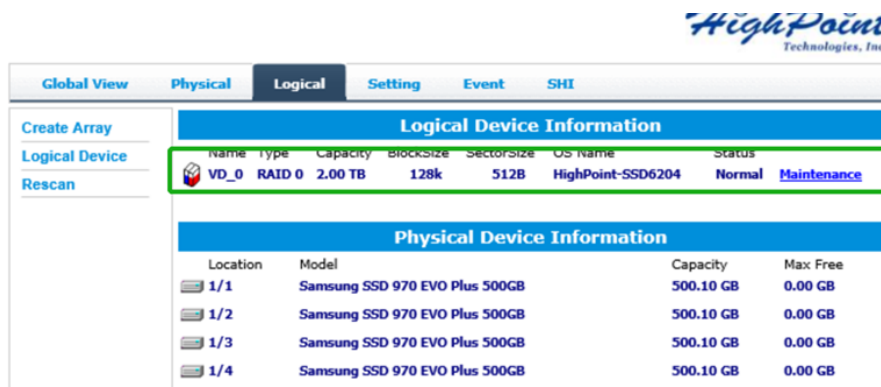 HighPoint
Technologies, Inc
Global View Physical Logical Setting Event SHI
Create Array
Logical Device
Rescan
Logical Device Information
Name Type Capacity BlockSize SectorSize OS Name Status
VD_0 RAID 0 2.00 TB 128k 512B HighPoint-SSD6204 Normal Maintenance
Physical Device Information
Location Model Capacity Max Free
1/1 Samsung SSD 970 EVO Plus 500GB 500.10 GB 0.00 GB
1/2 Samsung SSD 970 EVO Plus 500GB 500.10 GB 0.00 GB
1/3 Samsung SSD 970 EVO Plus 500GB 500.10 GB 0.00 GB
1/4 Samsung SSD 970 EVO Plus 500GB 500.10 GB 0.00 GB